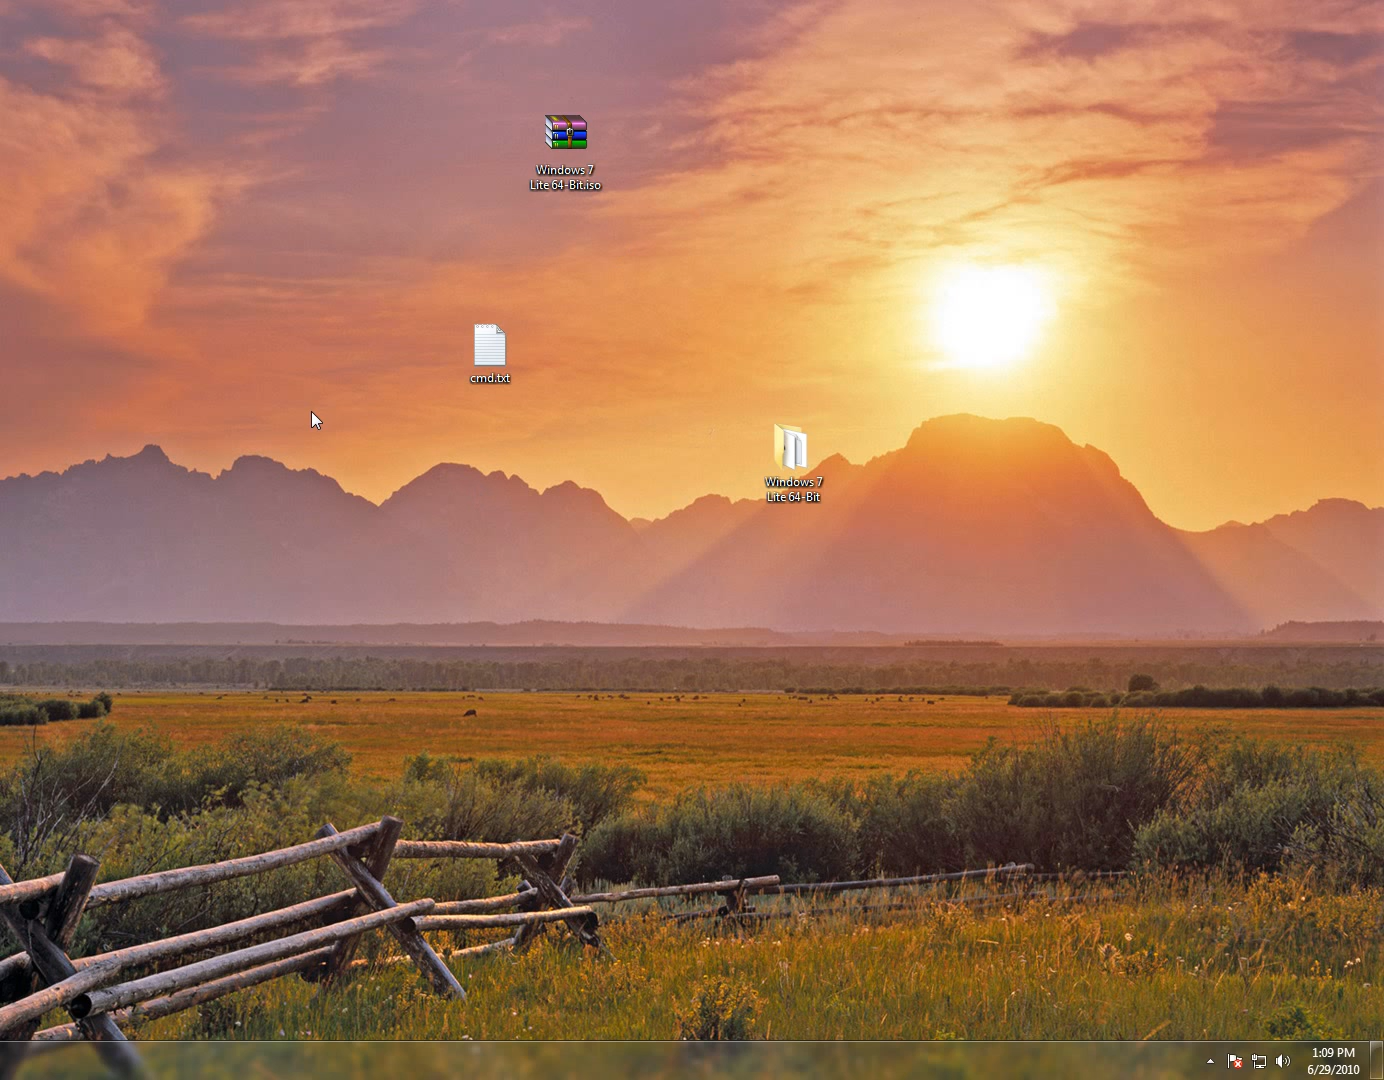 Windows 7
Lite 64-Bit.iso
cmd.txt
Windows 7
Lite 64-Bit
1:09 PM
6/29/2010